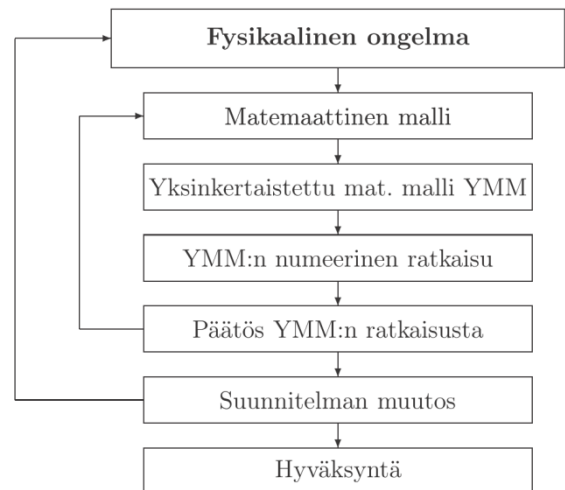 Fysikaalinen ongelma
Matemaattinen malli
Yksinkertaistettu mat. malli YMM
YMM:n numeerinen ratkaisu
Päätös YMM:n ratkaisusta
Suunnitelman muutos
Hyväksyntä